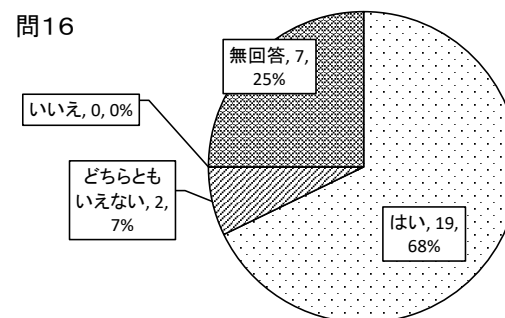 問16
無回答, 7,
25%
いいえ, 0, 0%
どちらとも
いえない, 2,
7%
はい, 19,
68%